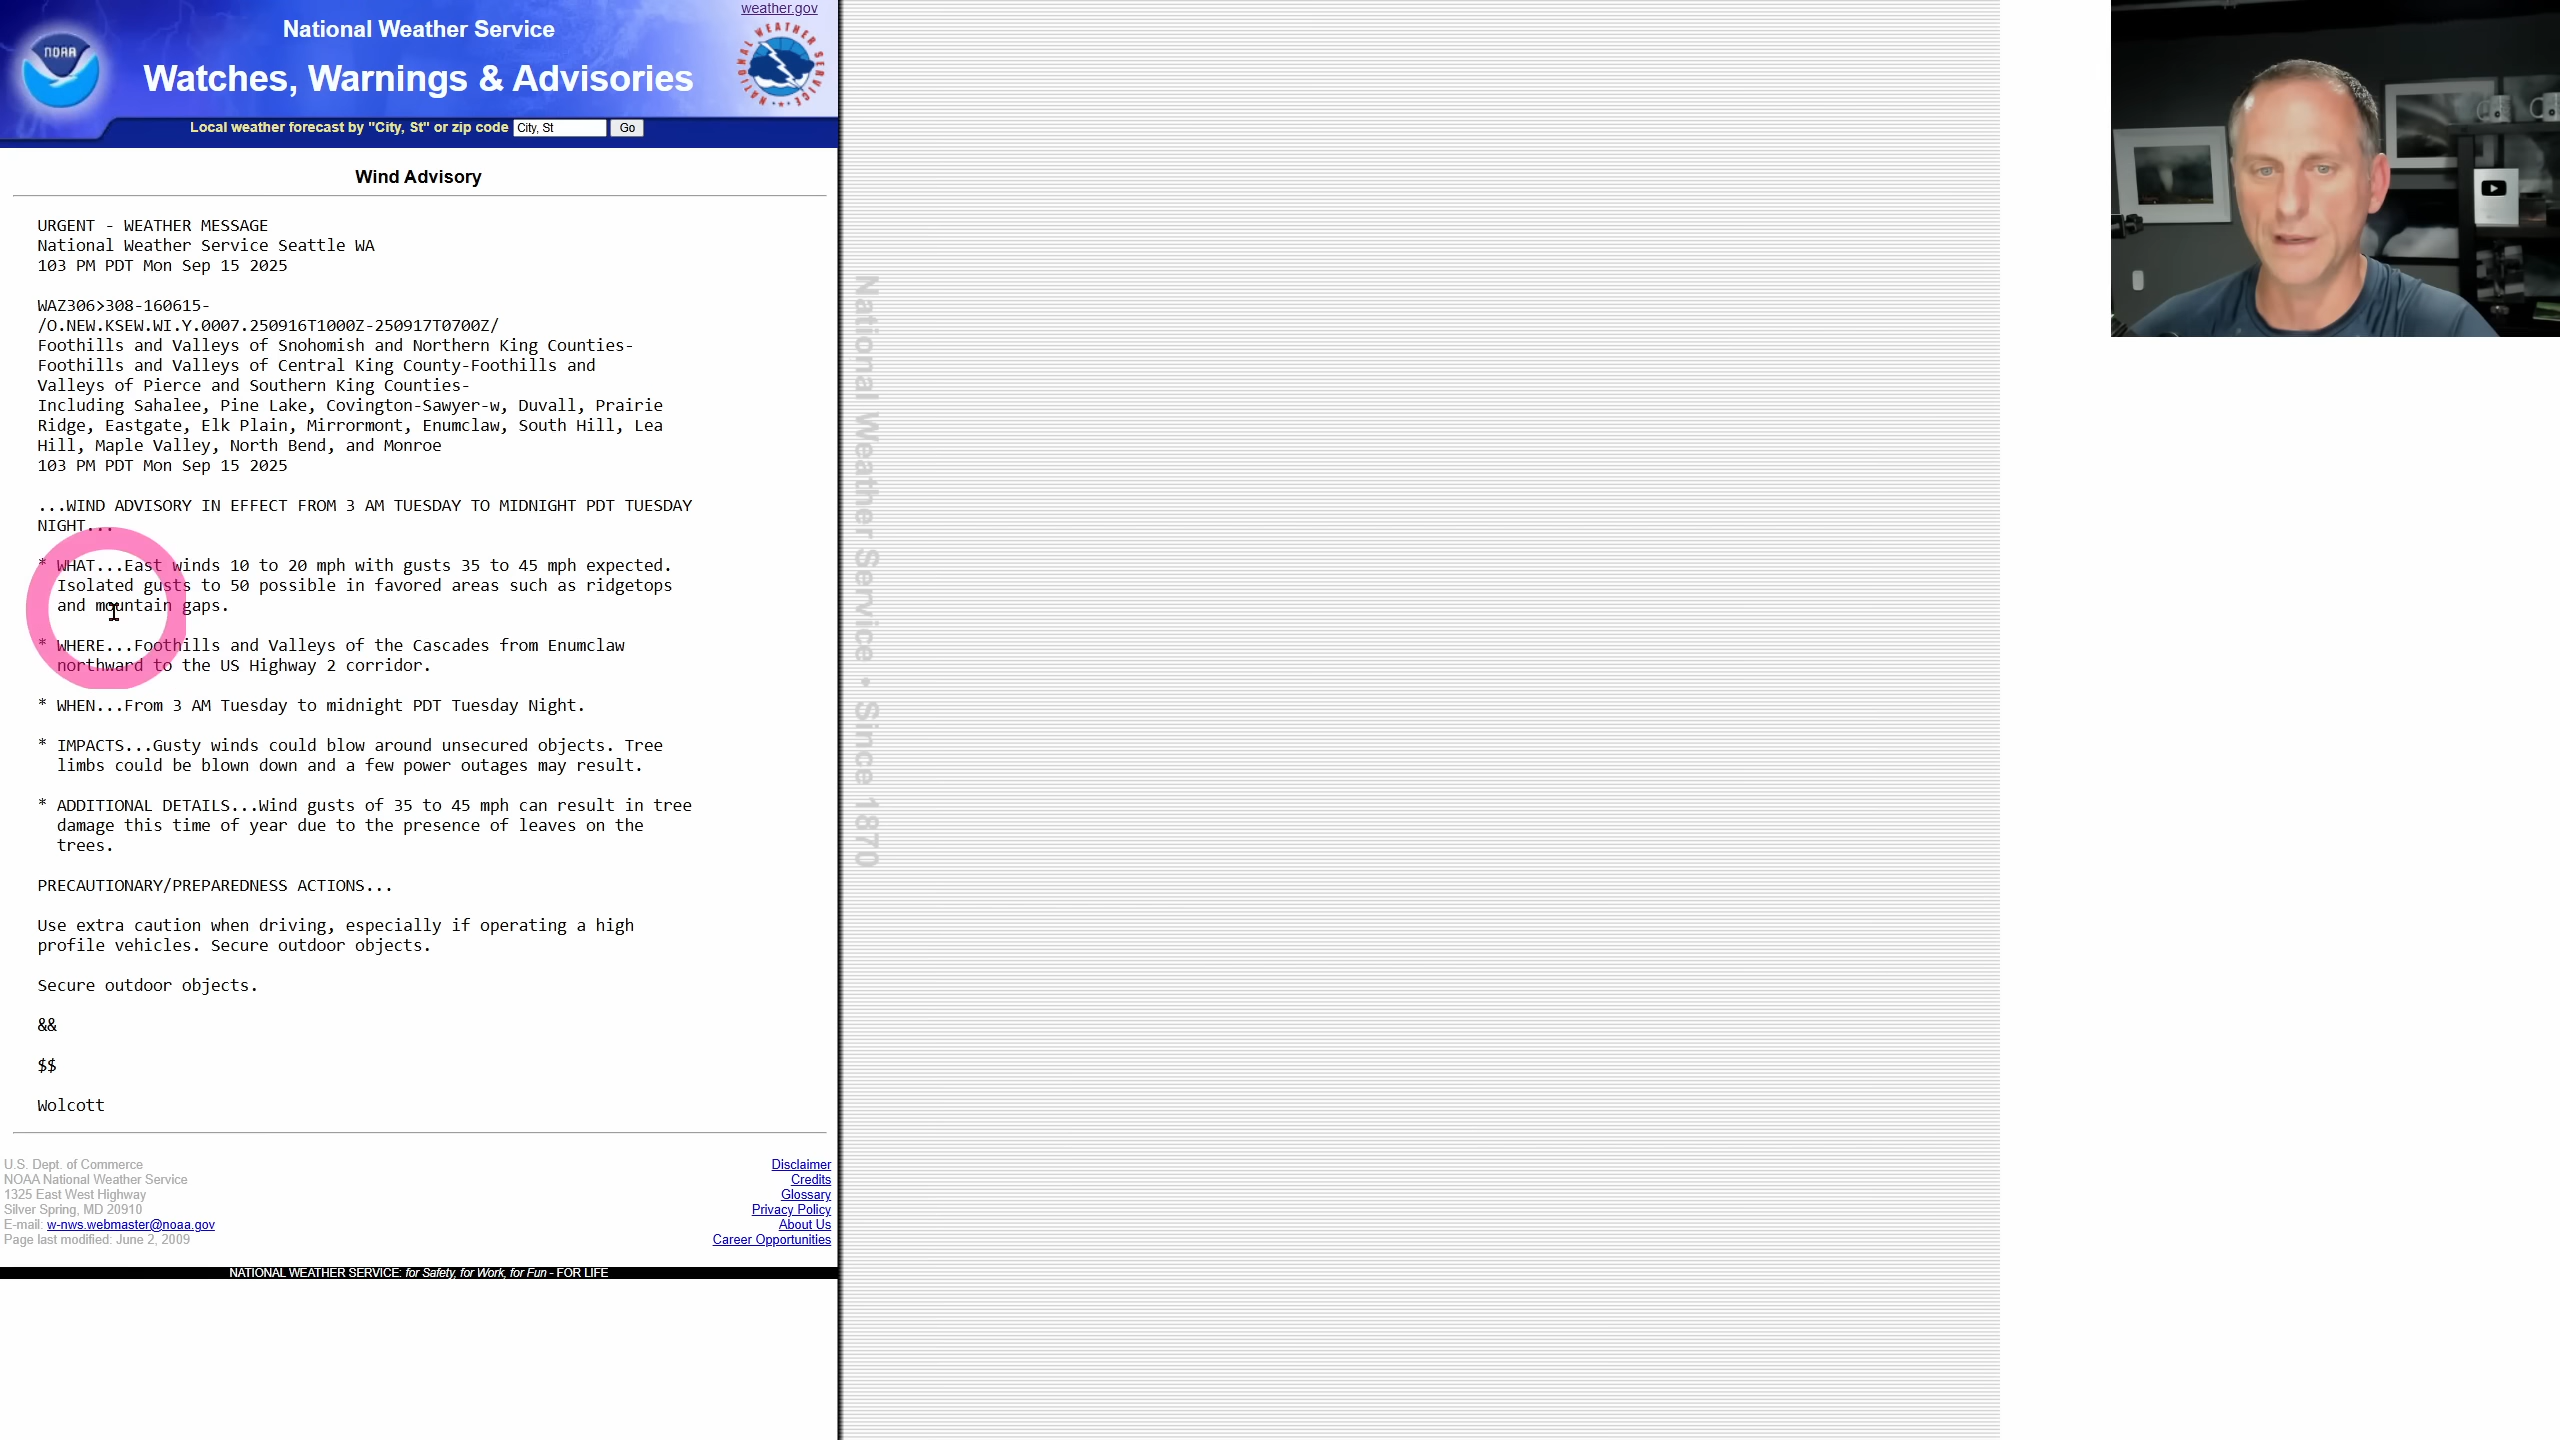 weather.gov
National Weather Service
NOAA
NATIONAL WEATHER SERVICE
Watches, Warnings & Advisories
Local weather forecast by "City, St" or zip code City, St Go
Wind Advisory
URGENT - WEATHER MESSAGE
National Weather Service Seattle WA
103 PM PDT Mon Sep 15 2025
WAZ306>308-160615-
/O.NEW.KSEW.WI.Y.0007.250916T1000Z-250917T0700Z/
Foothills and Valleys of Snohomish and Northern King Counties-
Foothills and Valleys of Central King County-Foothills and
Valleys of Pierce and Southern King Counties-
Including Sahalee, Pine Lake, Covington-Sawyer-w, Duvall, Prairie
Ridge, Eastgate, Elk Plain, Mirrormont, Enumclaw, South Hill, Lea
Hill, Maple Valley, North Bend, and Monroe
103 PM PDT Mon Sep 15 2025
...WIND ADVISORY IN EFFECT FROM 3 AM TUESDAY TO MIDNIGHT PDT TUESDAY
NIGHT...
* WHAT...East winds 10 to 20 mph with gusts 35 to 45 mph expected.
Isolated gusts to 50 possible in favored areas such as ridgetops
and mountain gaps.
* WHERE...Foothills and Valleys of the Cascades from Enumclaw
northward to the US Highway 2 corridor.
* WHEN...From 3 AM Tuesday to midnight PDT Tuesday Night.
* IMPACTS...Gusty winds could blow around unsecured objects. Tree
limbs could be blown down and a few power outages may result.
* ADDITIONAL DETAILS...Wind gusts of 35 to 45 mph can result in tree
damage this time of year due to the presence of leaves on the
trees.
PRECAUTIONARY/PREPAREDNESS ACTIONS...
Use extra caution when driving, especially if operating a high
profile vehicles. Secure outdoor objects.
Secure outdoor objects.
&&
$$
Wolcott
U.S. Dept. of Commerce
NOAA National Weather Service
1325 East West Highway
Silver Spring, MD 20910
E-mail: w-nws.webmaster@noaa.gov
Page last modified: June 2, 2009
Disclaimer
Credits
Glossary
Privacy Policy
About Us
Career Opportunities
NATIONAL WEATHER SERVICE: for Safety, for Work, for Fun - FOR LIFE
National Weather Service • Since 1870